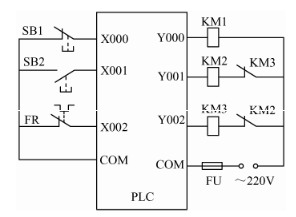 SB1 X000 Y000 KM1
SB2 X001 Y001 KM2 KM3
FR X002 Y002 KM3 KM2
COM COM FU ～220V
PLC